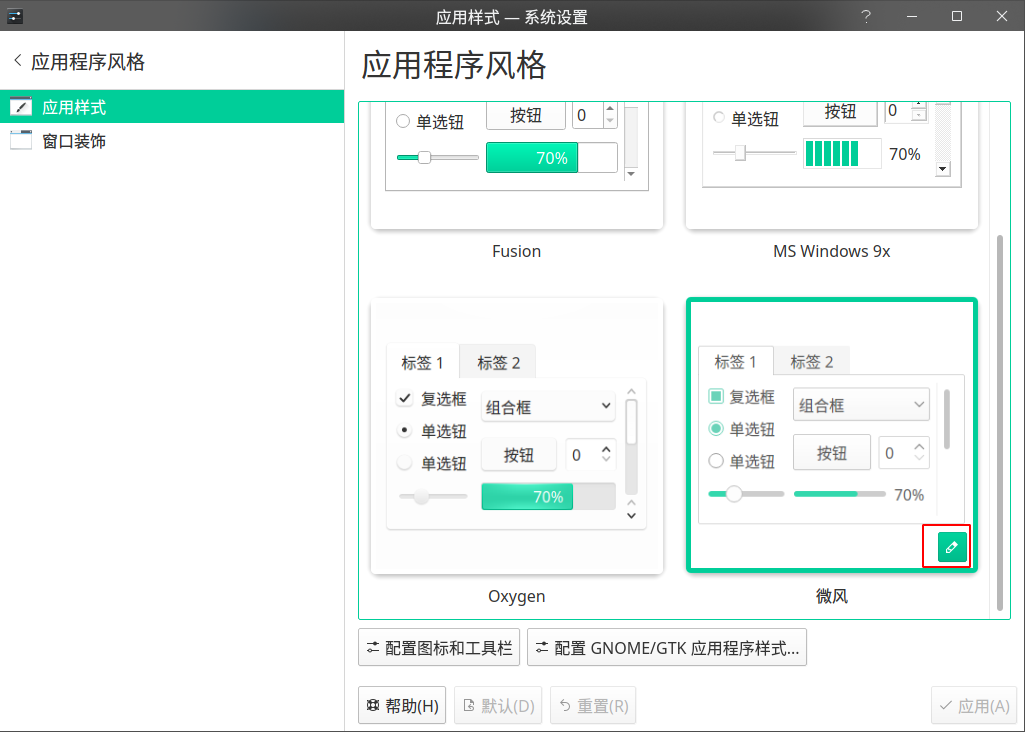 应用样式 — 系统设置
应用程序风格
应用样式
窗口装饰
应用程序风格
单选钮
按钮
0
70%
单选钮
按钮
0
70%
Fusion
MS Windows 9x
标签 1
标签 2
复选框
组合框
单选钮
单选钮
按钮
0
70%
标签 1
标签 2
复选框
组合框
单选钮
单选钮
按钮
0
70%
Oxygen
微风
配置图标和工具栏
配置 GNOME/GTK 应用程序样式...
帮助(H)
默认(D)
重置(R)
应用(A)